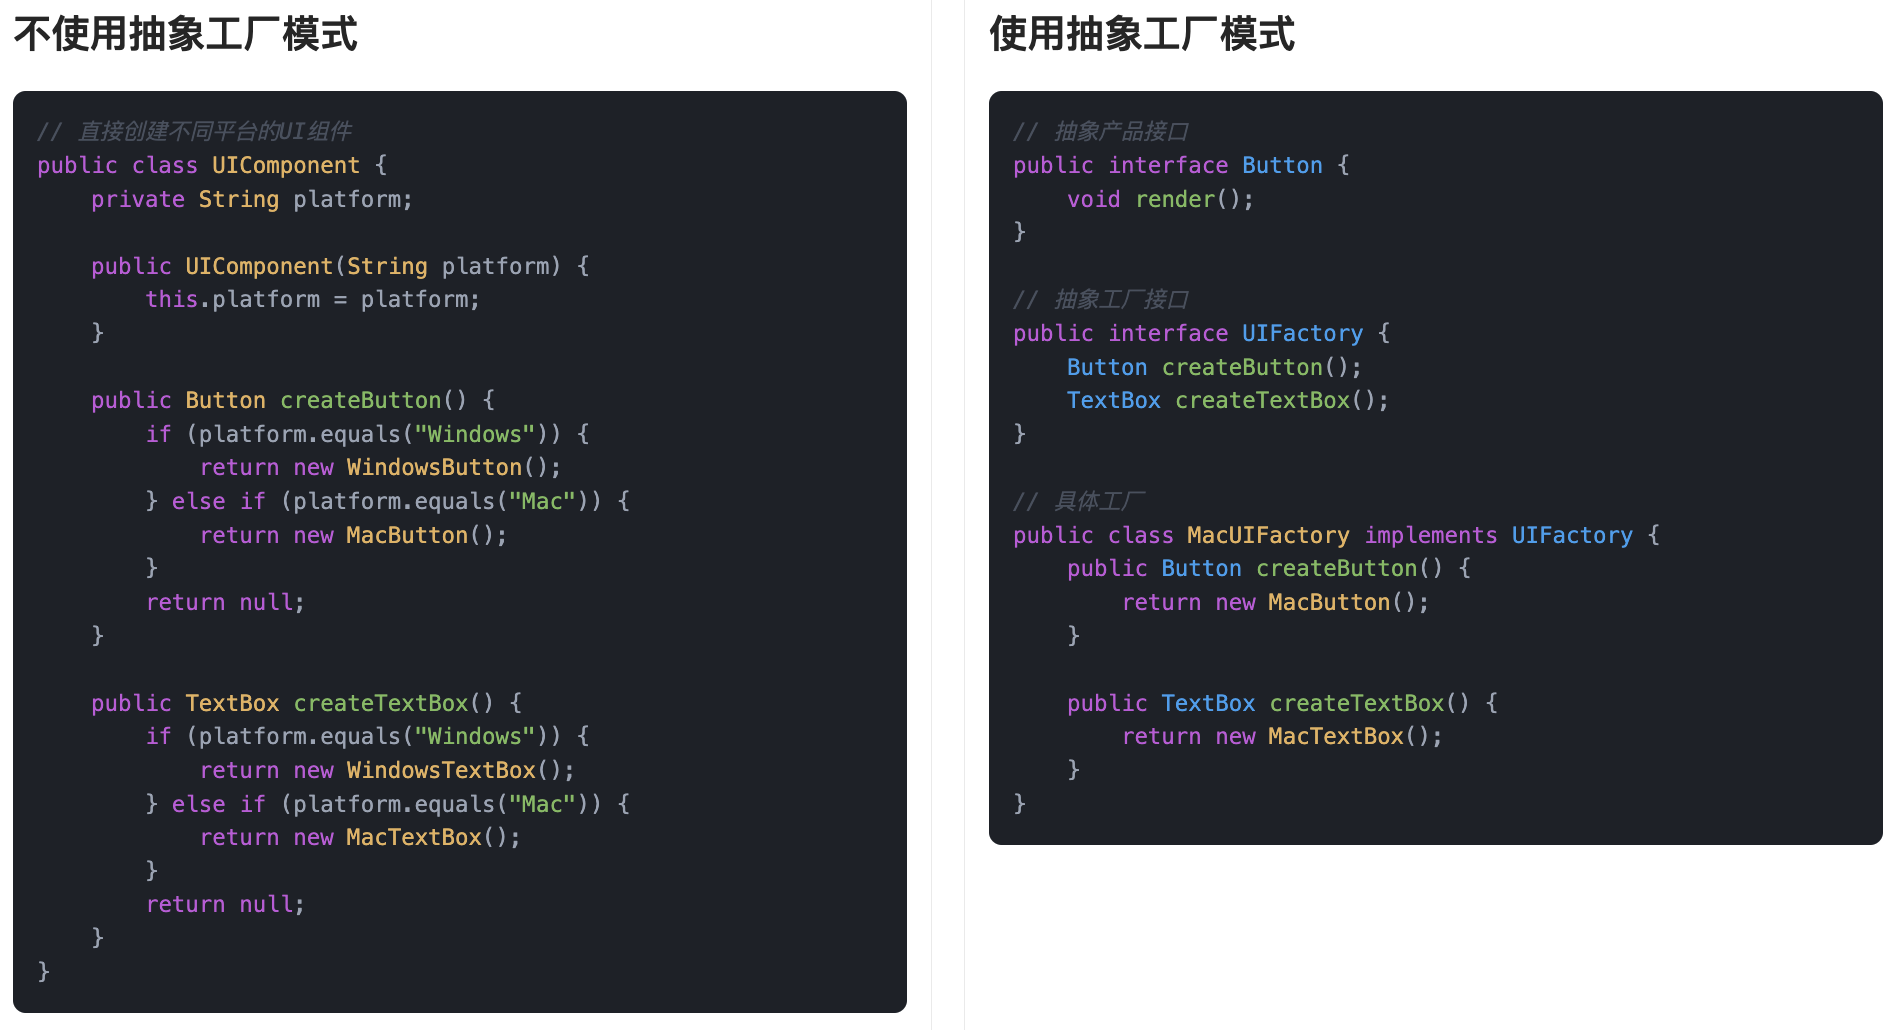 不使用抽象工厂模式
// 直接创建不同平台的UI组件
public class UIComponent {
    private String platform;

    public UIComponent(String platform) {
        this.platform = platform;
    }

    public Button createButton() {
        if (platform.equals("Windows")) {
            return new WindowsButton();
        } else if (platform.equals("Mac")) {
            return new MacButton();
        }
        return null;
    }

    public TextBox createTextBox() {
        if (platform.equals("Windows")) {
            return new WindowsTextBox();
        } else if (platform.equals("Mac")) {
            return new MacTextBox();
        }
        return null;
    }
}
使用抽象工厂模式
// 抽象产品接口
public interface Button {
    void render();
}

// 抽象工厂接口
public interface UIFactory {
    Button createButton();
    TextBox createTextBox();
}

// 具体工厂
public class MacUIFactory implements UIFactory {
    public Button createButton() {
        return new MacButton();
    }

    public TextBox createTextBox() {
        return new MacTextBox();
    }
}